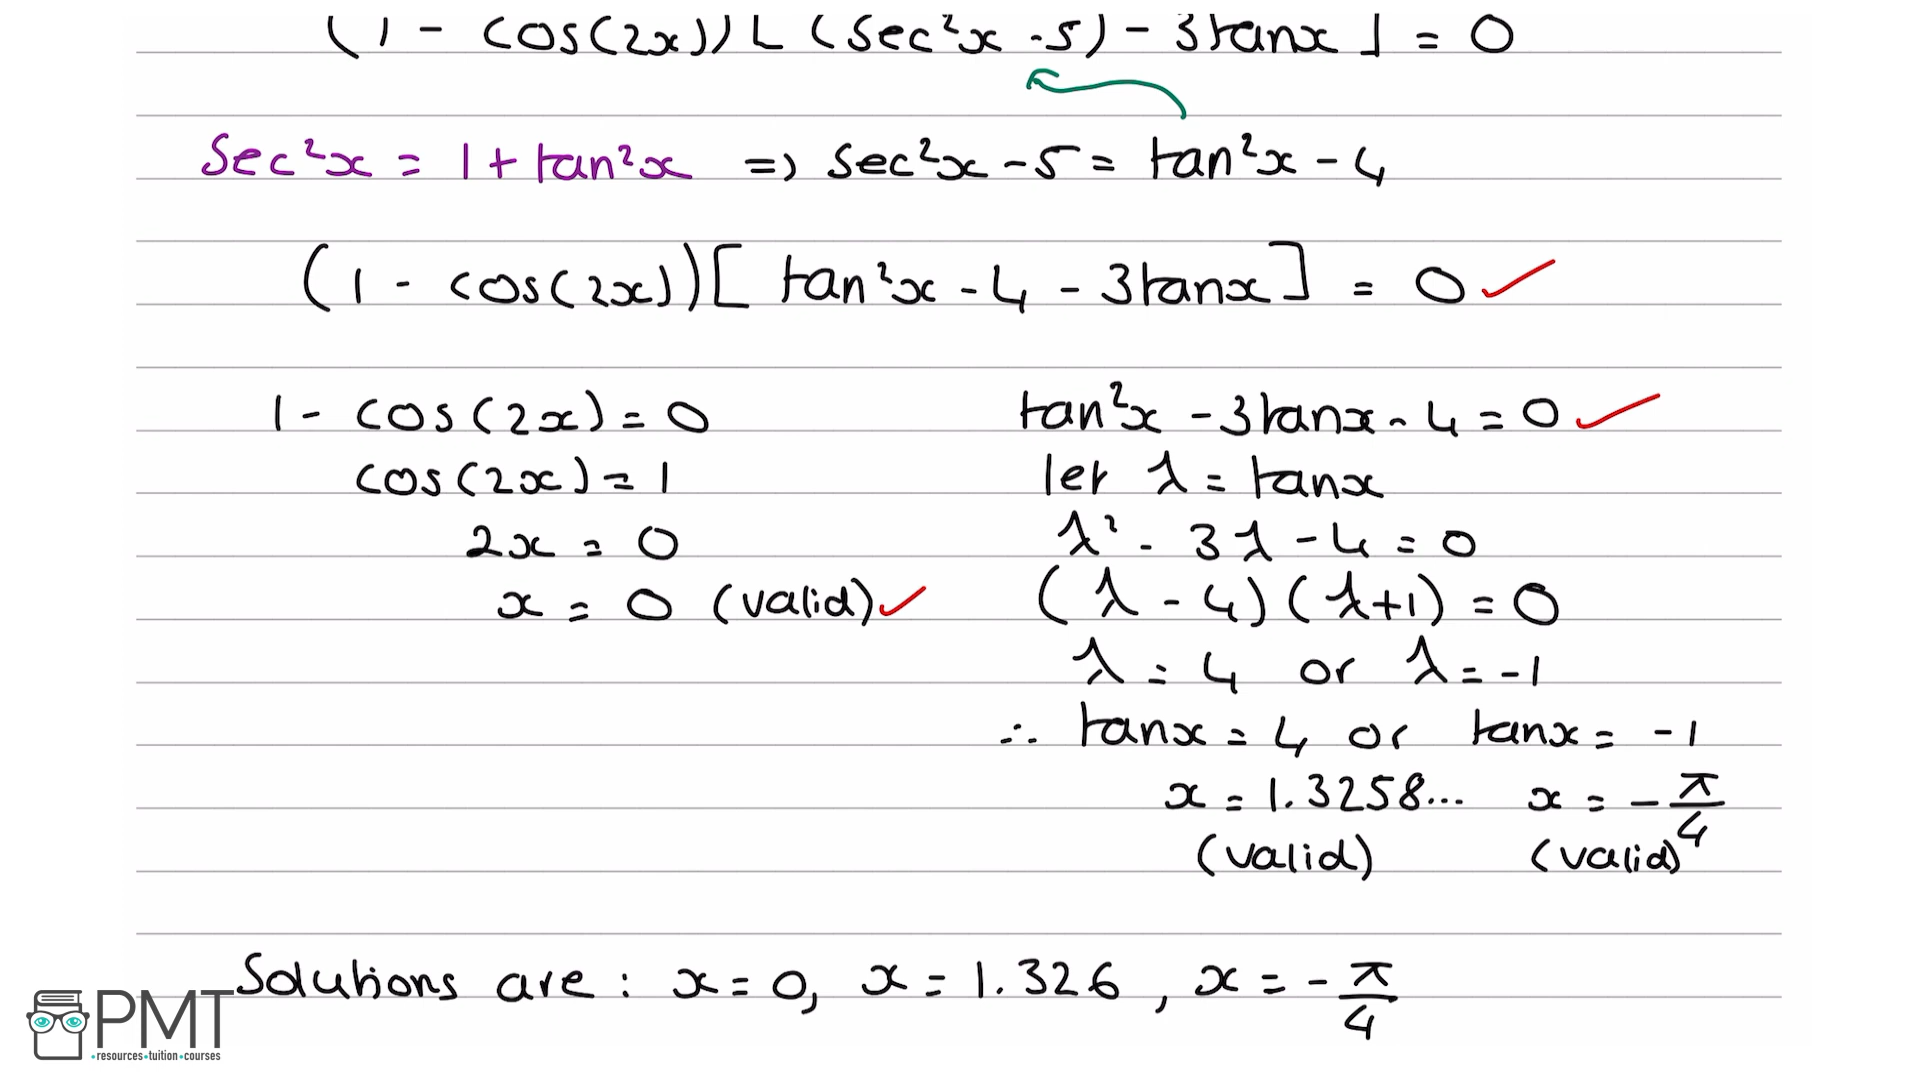 (1 - cos(2x))[(sec²x - 5) - 3tanx] = 0
sec²x = 1 + tan²x => sec²x - 5 = tan²x - 4
(1 - cos(2x))[tan²x - 4 - 3tanx] = 0 ✓
1 - cos(2x) = 0
cos(2x) = 1
2x = 0
x = 0 (valid) ✓
tan²x - 3tanx - 4 = 0 ✓
let λ = tanx
λ² - 3λ - 4 = 0
(λ - 4)(λ + 1) = 0
λ = 4 or λ = -1
∴ tanx = 4 or tanx = -1
x = 1.3258... x = -π/4
(valid) (valid)
Solutions are: x = 0, x = 1.326, x = -π/4
PMT
•resources•tuition•courses